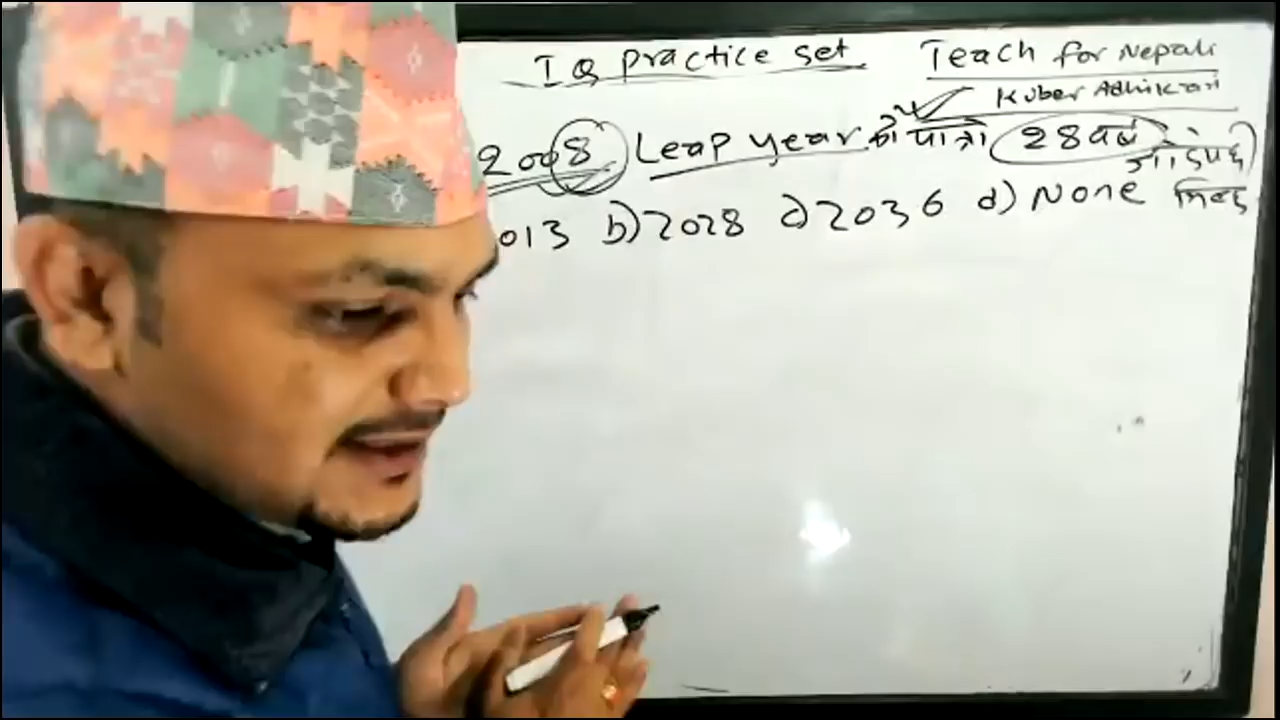 IQ practice set Teach for Nepali
Kuber Adhikari
2008 Leap year को पात्रो 28 वर्ष
013 b) 2028 c) 2036 d) None